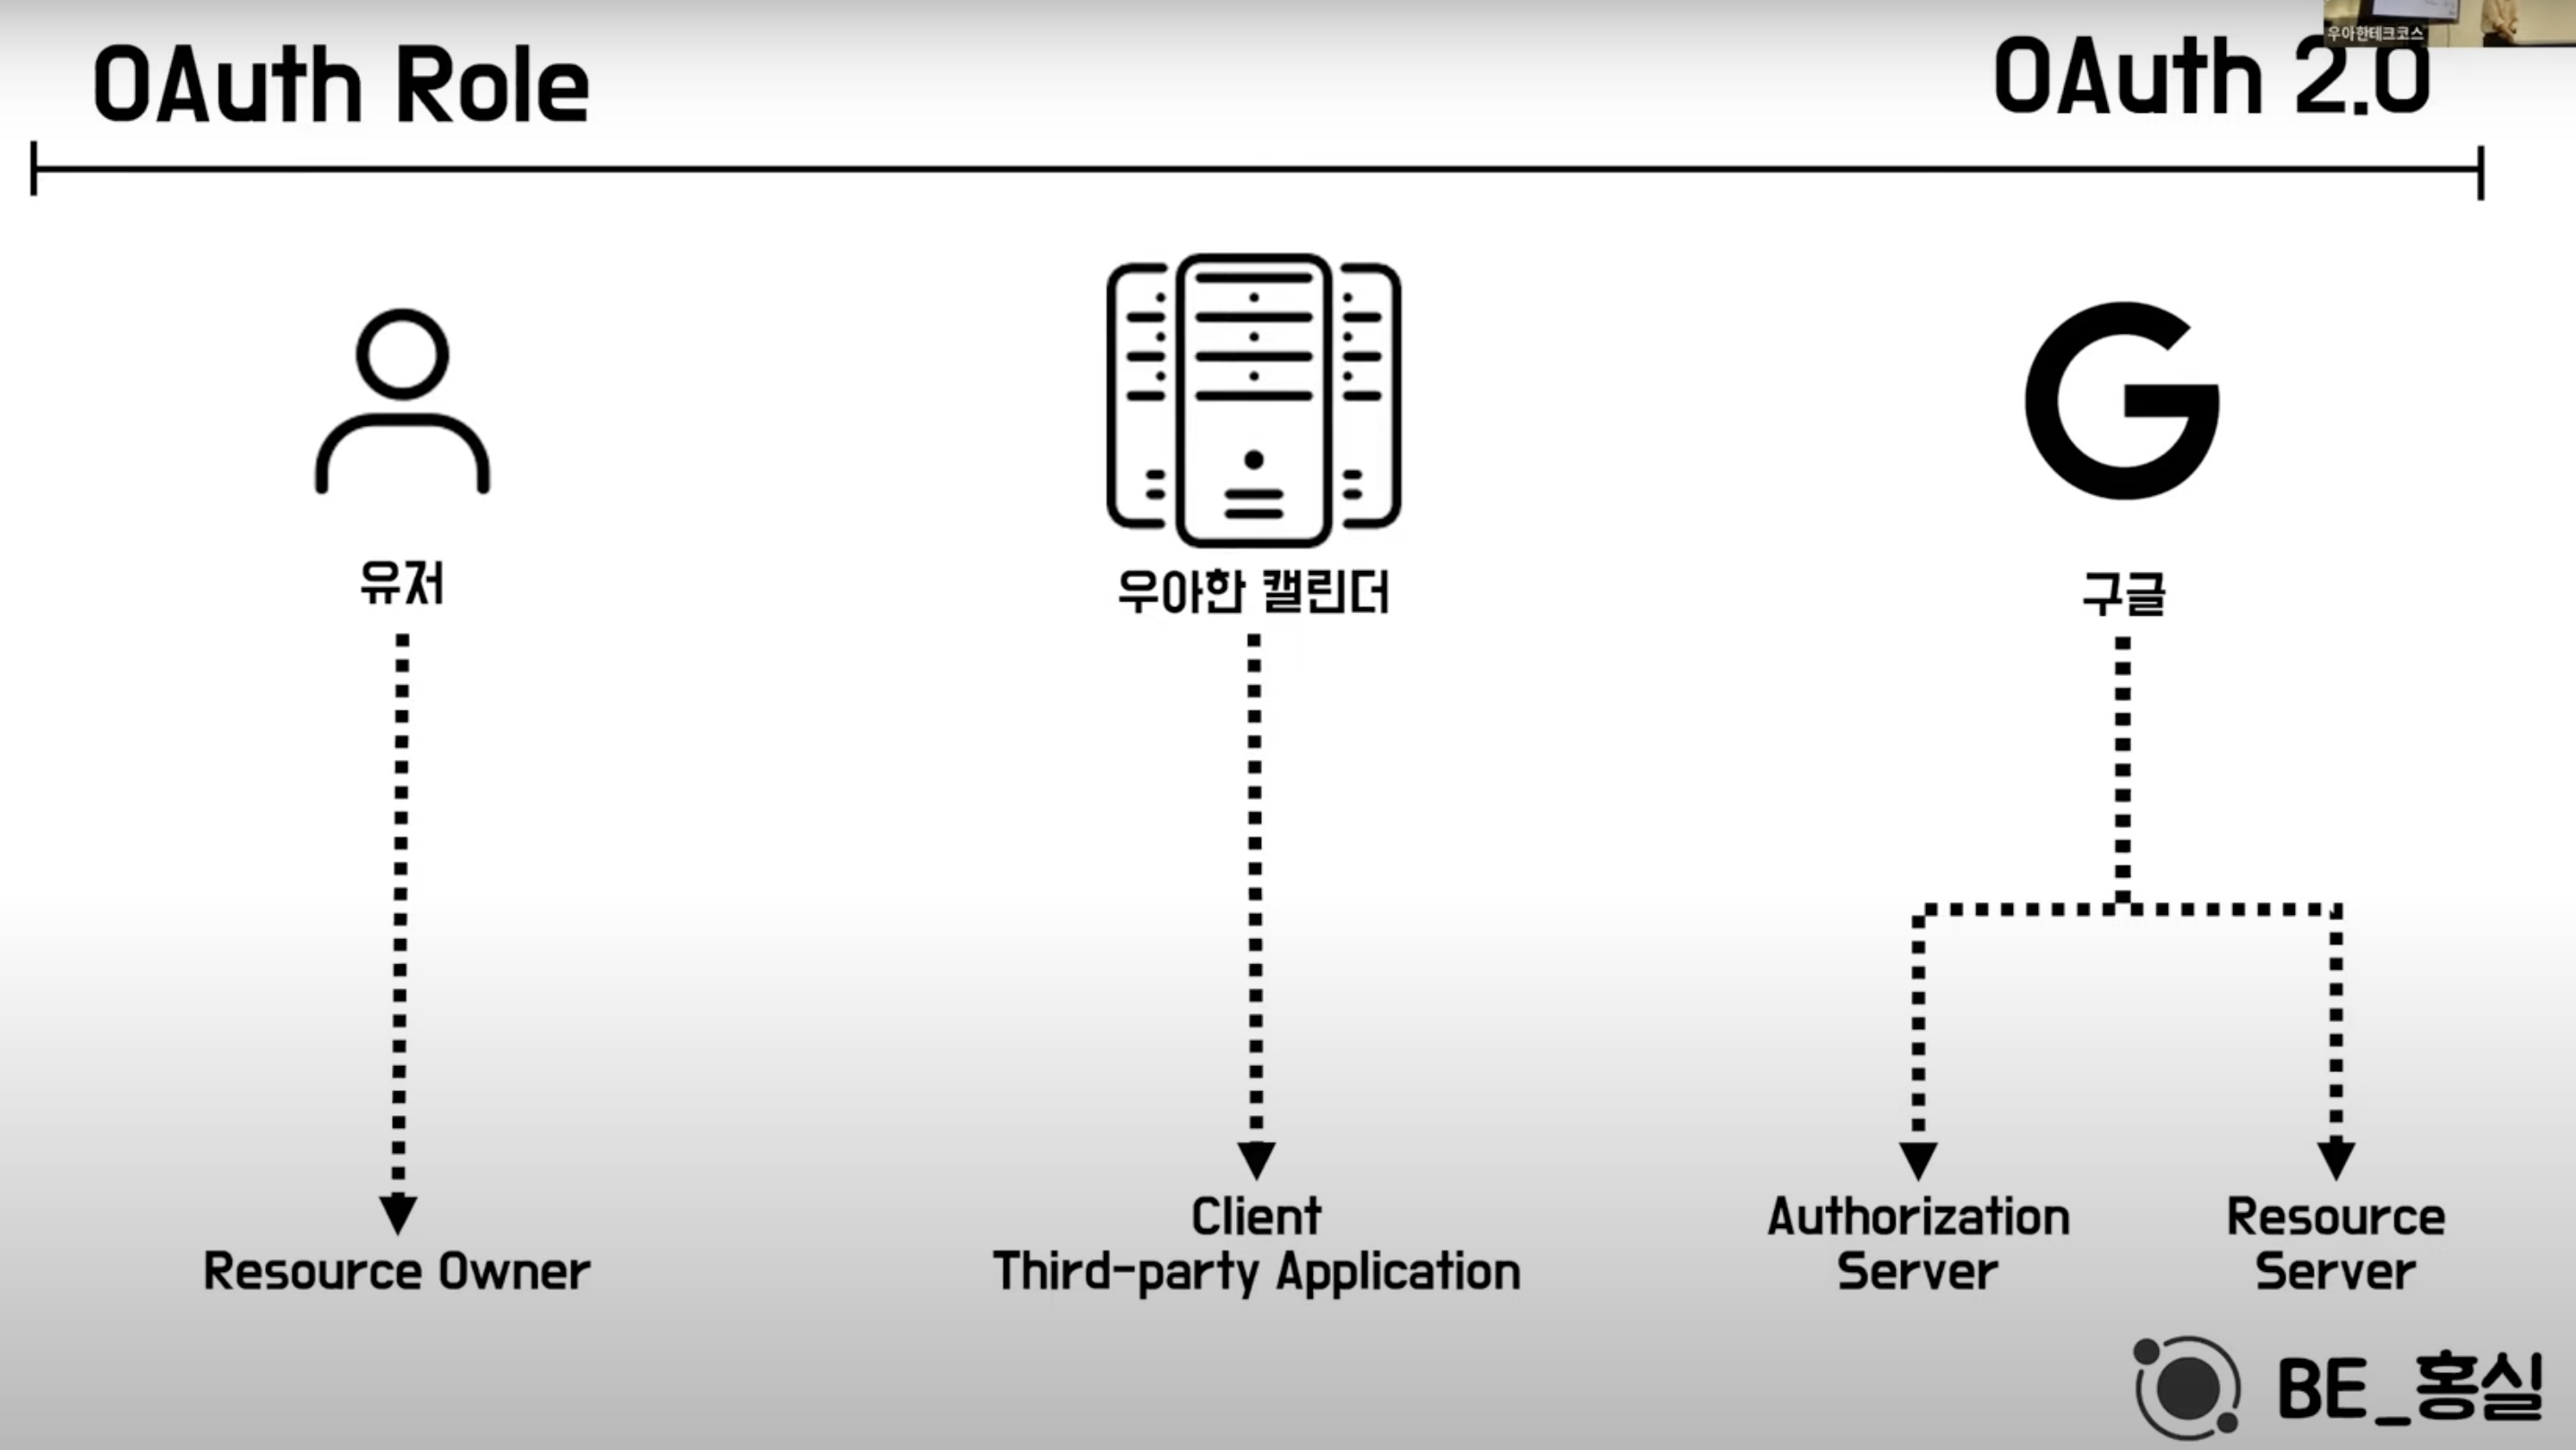 OAuth Role
OAuth 2.0
우아한테크코스
유저
우아한 캘린더
구글
Resource Owner
Client
Third-party Application
Authorization
Server
Resource
Server
BE_홍실